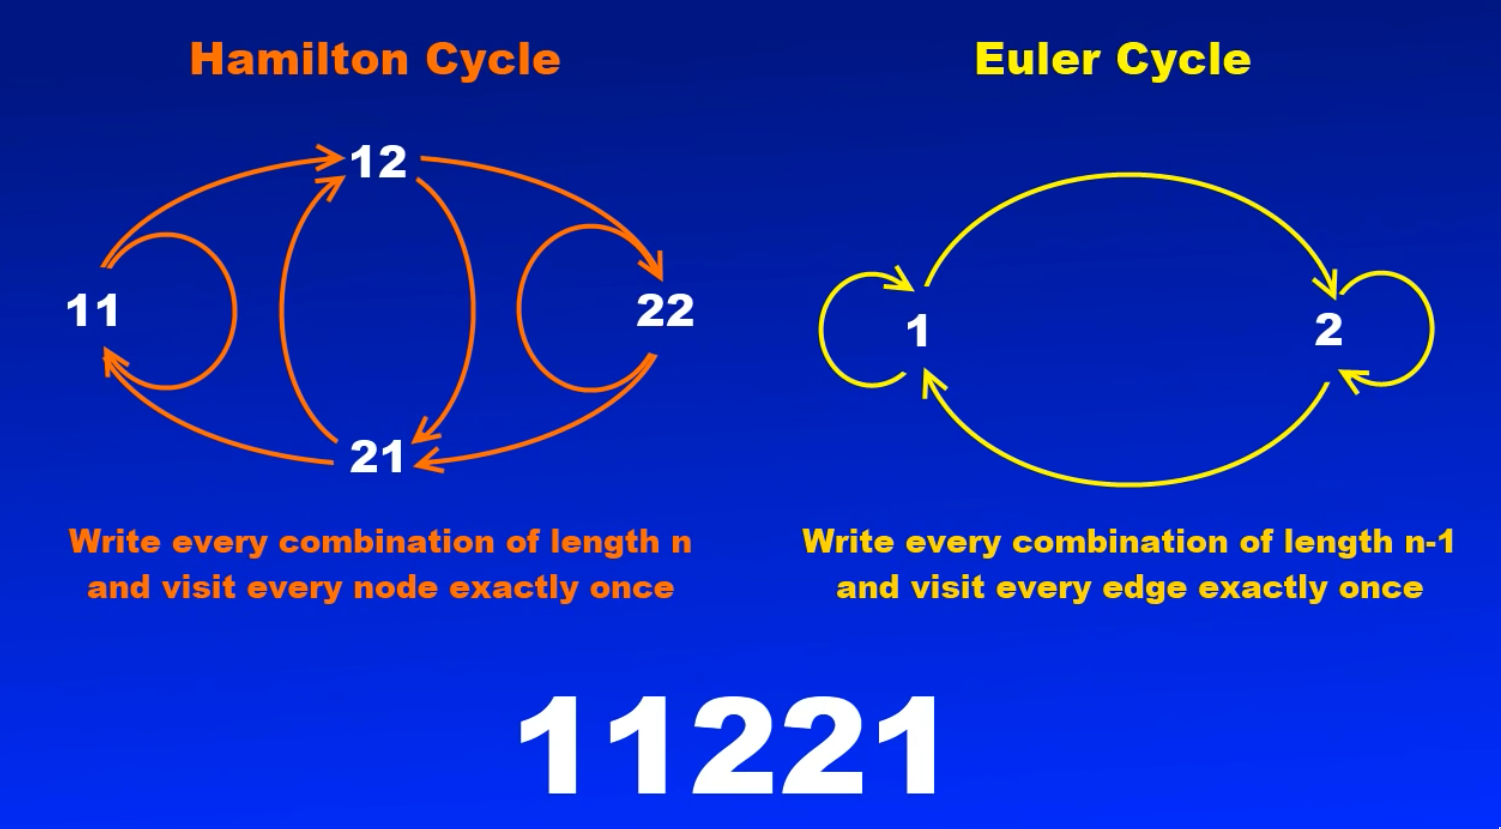 Hamilton Cycle
12
11
22
21
Write every combination of length n
and visit every node exactly once
Euler Cycle
1
2
Write every combination of length n-1
and visit every edge exactly once
11221